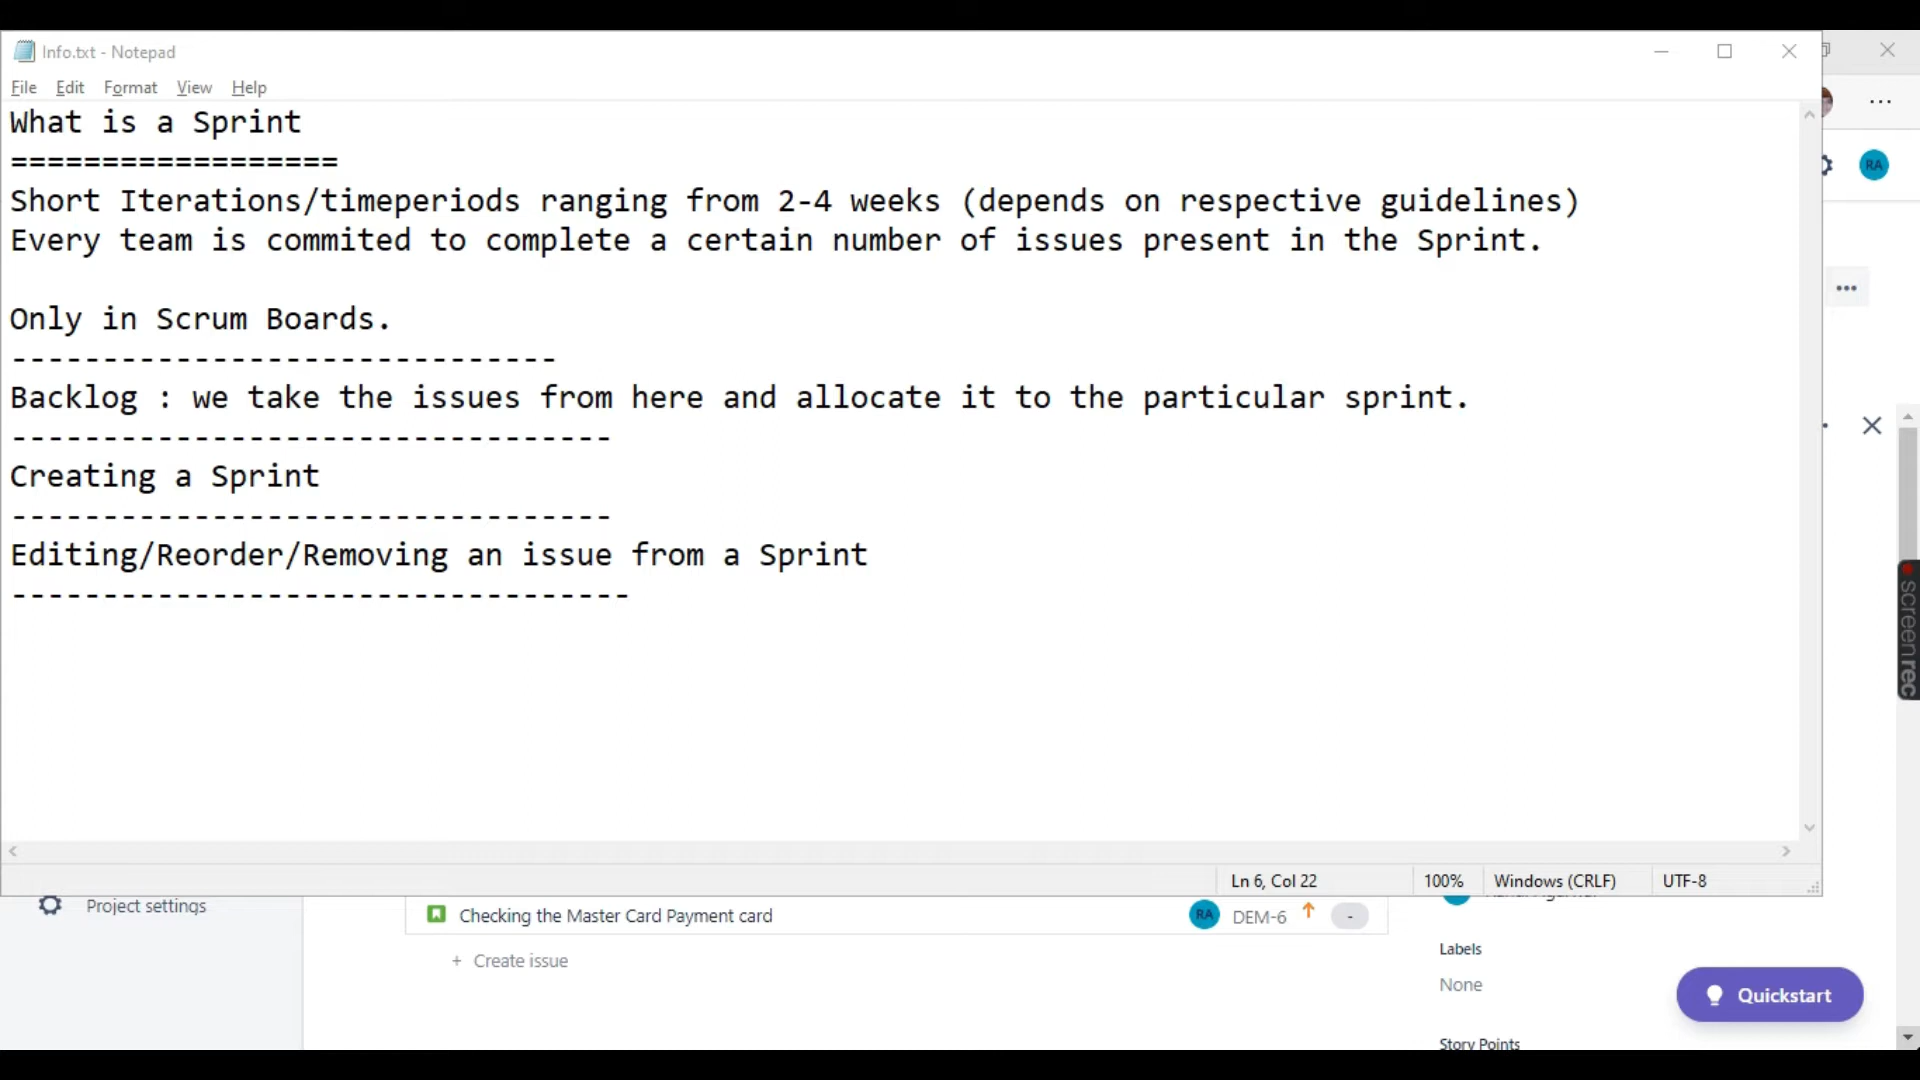 Info.txt - Notepad
File Edit Format View Help
What is a Sprint
==================
Short Iterations/timeperiods ranging from 2-4 weeks (depends on respective guidelines)
Every team is commited to complete a certain number of issues present in the Sprint.
Only in Scrum Boards.
------------------------------
Backlog : we take the issues from here and allocate it to the particular sprint.
---------------------------------
Creating a Sprint
---------------------------------
Editing/Reorder/Removing an issue from a Sprint
----------------------------------
Ln 6, Col 22 100% Windows (CRLF) UTF-8
RA
screenrec
Project settings
Checking the Master Card Payment card RA DEM-6 -
+ Create issue
Labels
None
Quickstart
Story Points